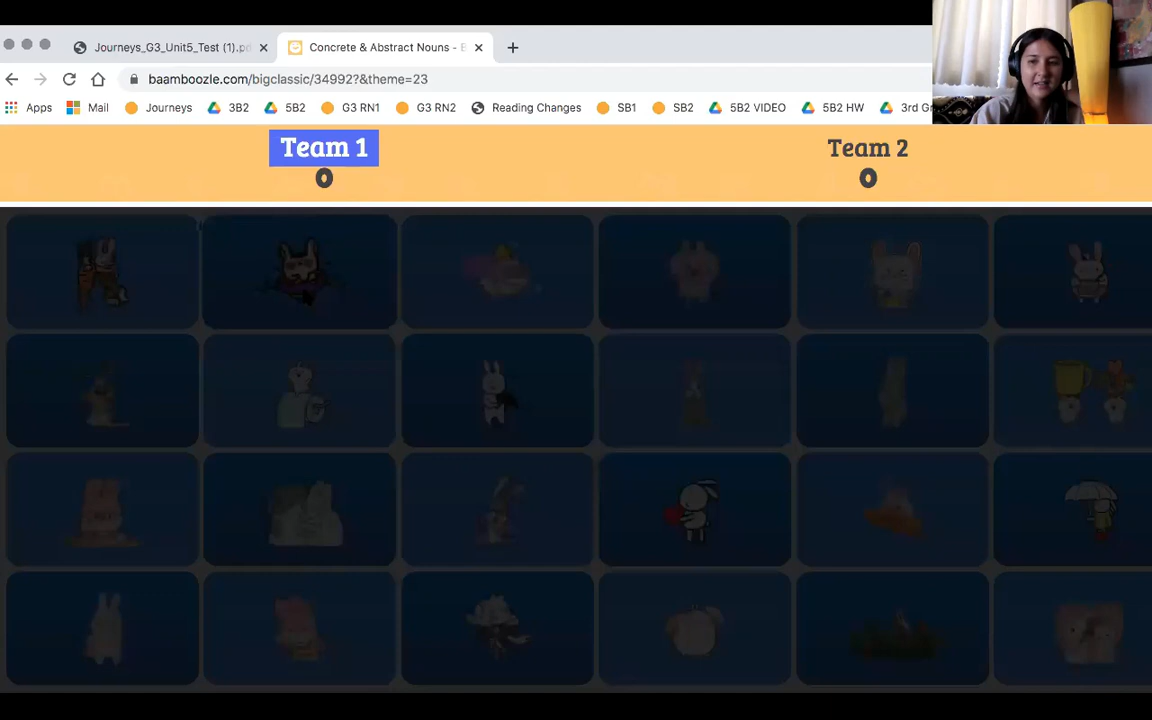 Journeys_G3_Unit5_Test (1).pd
Concrete & Abstract Nouns -
baamboozle.com/bigclassic/34992?&theme=23
Apps Mail Journeys 3B2 5B2 G3 RN1 G3 RN2 Reading Changes SB1 SB2 5B2 VIDEO 5B2 HW 3rd Gr
Team 1 Team 2
0 0